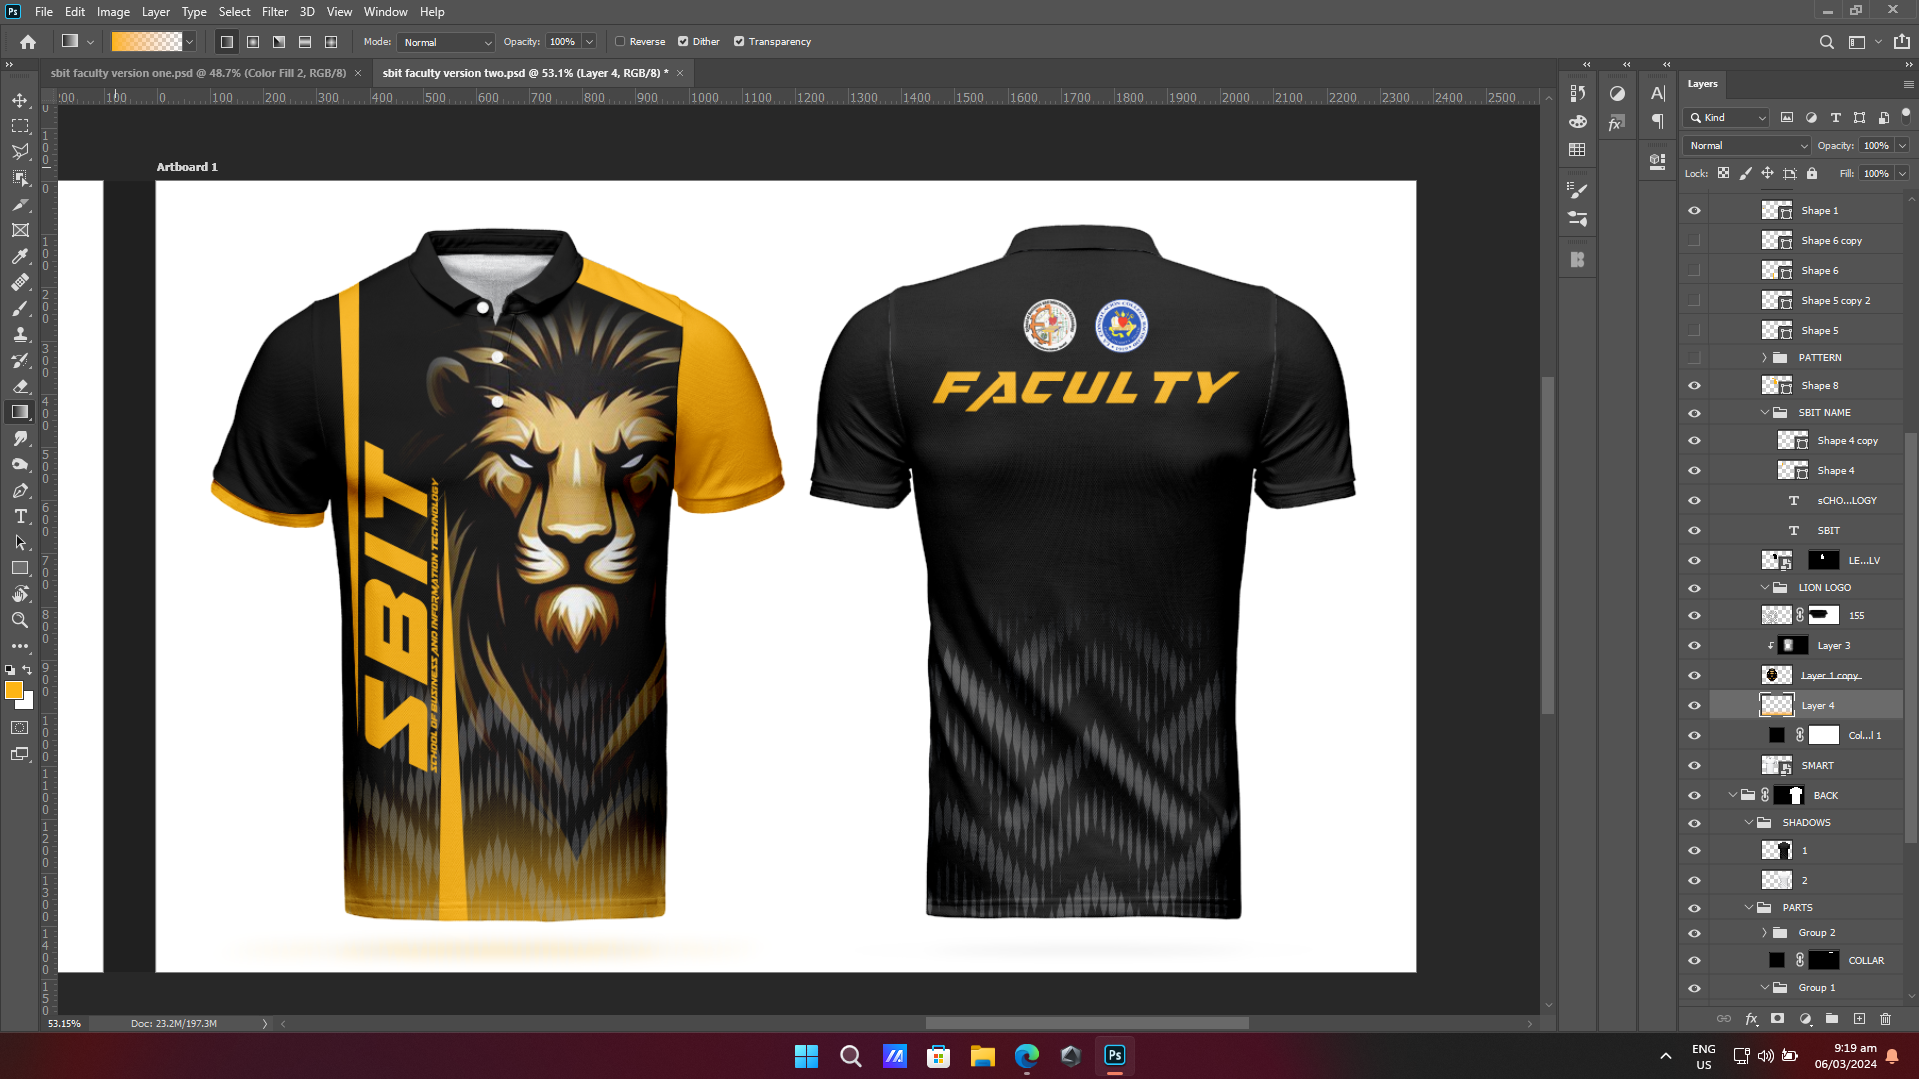 File Edit Image Layer Type Select Filter 3D View Window Help
Mode: Normal Opacity: 100% Reverse Dither Transparency
sbit faculty version one.psd @ 48.7% (Color Fill 2, RGB/8) × sbit faculty version two.psd @ 53.1% (Layer 4, RGB/8) * ×
100 0 100 200 300 400 500 600 700 800 900 1000 1100 1200 1300 1400 1500 1600 1700 1800 1900 2000 2100 2200 2300 2400 2500
Artboard 1
SBIT
SCHOOL OF BUSINESS AND INFORMATION TECHNOLOGY
FACULTY
Layers
Kind
Normal Opacity: 100%
Lock: Fill: 100%
Shape 1
Shape 6 copy
Shape 6
Shape 5 copy 2
Shape 5
PATTERN
Shape 8
SBIT NAME
Shape 4 copy
Shape 4
sCHO...LOGY
SBIT
LE...LV
LION LOGO
155
Layer 3
Layer 1 copy
Layer 4
Col...l 1
SMART
BACK
SHADOWS
1
2
PARTS
Group 2
COLLAR
Group 1
53.15% Doc: 23.2M/197.3M
ENG
US
9:19 am
06/03/2024